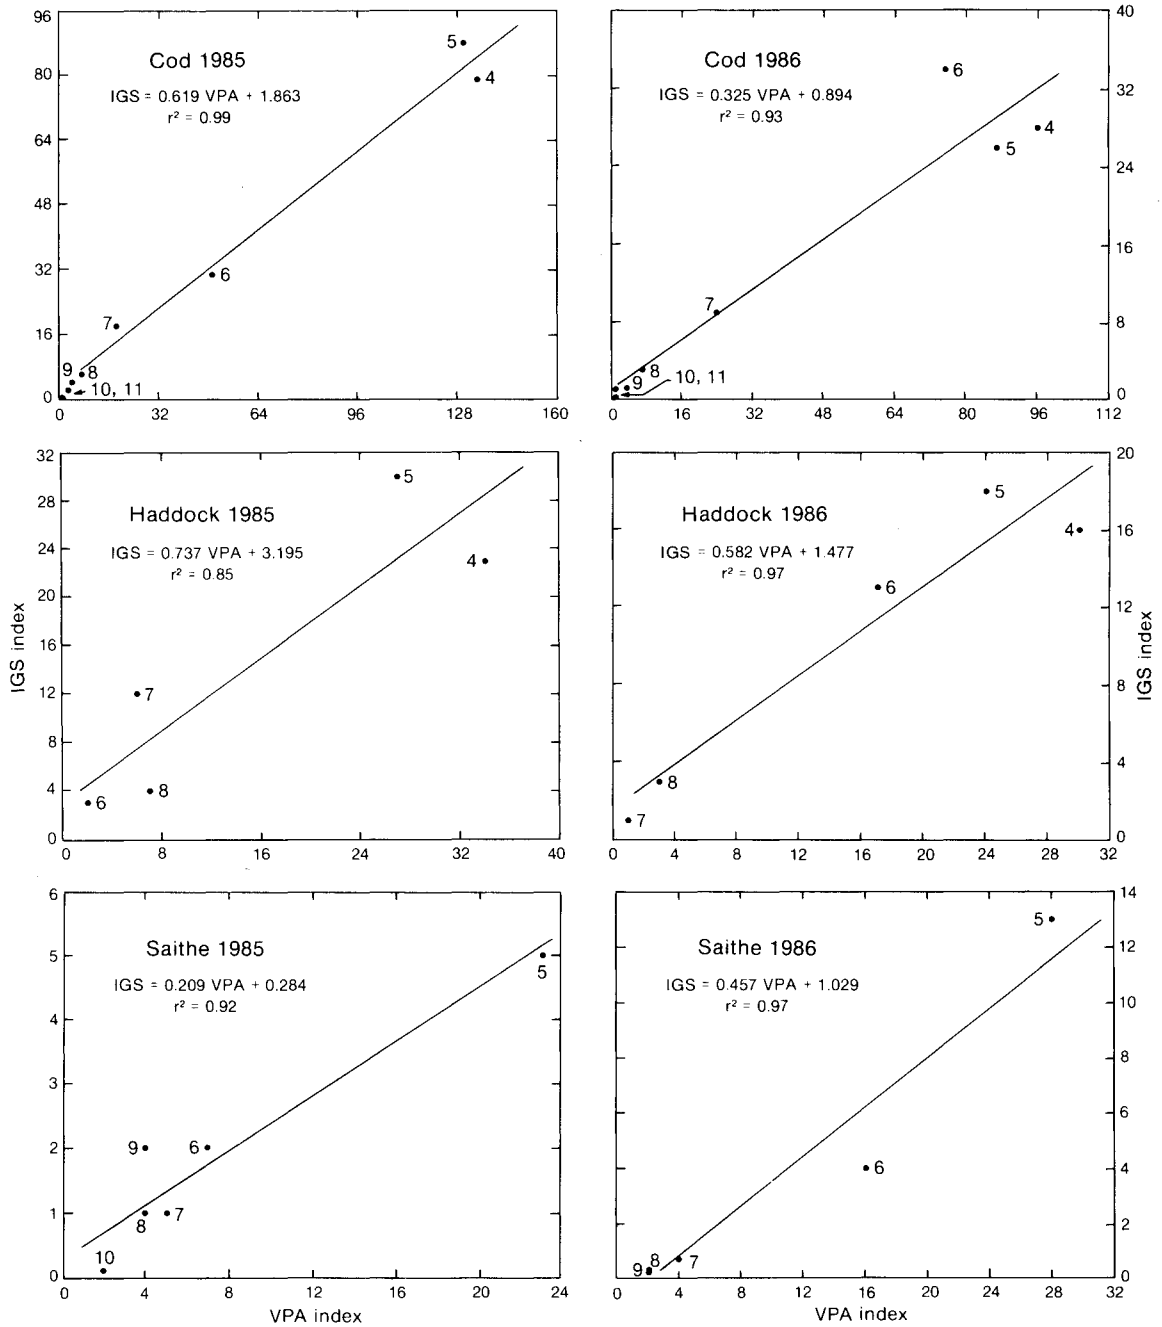 Cod 1985
IGS = 0.619 VPA + 1.863
r² = 0.99
96
80
64
48
32
16
0
5
4
6
7
9 8
10, 11
0 32 64 96 128 160
Cod 1986
IGS = 0.325 VPA + 0.894
r² = 0.93
40
32
24
16
8
0
6
4
5
7
8
9
10, 11
0 16 32 48 64 80 96 112
Haddock 1985
IGS = 0.737 VPA + 3.195
r² = 0.85
IGS index
32
28
24
20
16
12
8
4
0
5
4
7
8
6
0 8 16 24 32 40
Haddock 1986
IGS = 0.582 VPA + 1.477
r² = 0.97
IGS index
20
16
12
8
4
0
5
4
6
8
7
0 4 8 12 16 20 24 28 32
Saithe 1985
IGS = 0.209 VPA + 0.284
r² = 0.92
6
5
4
3
2
1
0
5
9 6
8 7
10
0 4 8 12 16 20 24
VPA index
Saithe 1986
IGS = 0.457 VPA + 1.029
r² = 0.97
14
12
10
8
6
4
2
0
5
6
8 7
9
0 4 8 12 16 20 24 28 32
VPA index